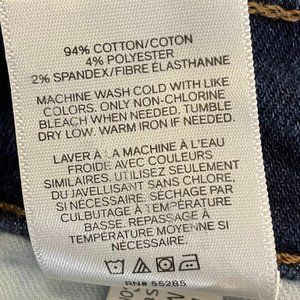 94% COTTON/COTON
4% POLYESTER
2% SPANDEX/FIBRE ÉLASTHANNE
MACHINE WASH COLD WITH LIKE
COLORS. ONLY NON-CHLORINE
BLEACH WHEN NEEDED. TUMBLE
DRY LOW. WARM IRON IF NEEDED.
LAVER À LA MACHINE À L'EAU
FROIDE AVEC COULEURS
SIMILAIRES. UTILISEZ SEULEMENT
DU JAVELLISANT SANS CHLORE,
SI NÉCESSAIRE. SÉCHAGE PAR
CULBUTAGE À TEMPÉRATURE
BASSE. REPASSAGE À
TEMPÉRATURE MOYENNE SI
NÉCESSAIRE.
RN# 55285